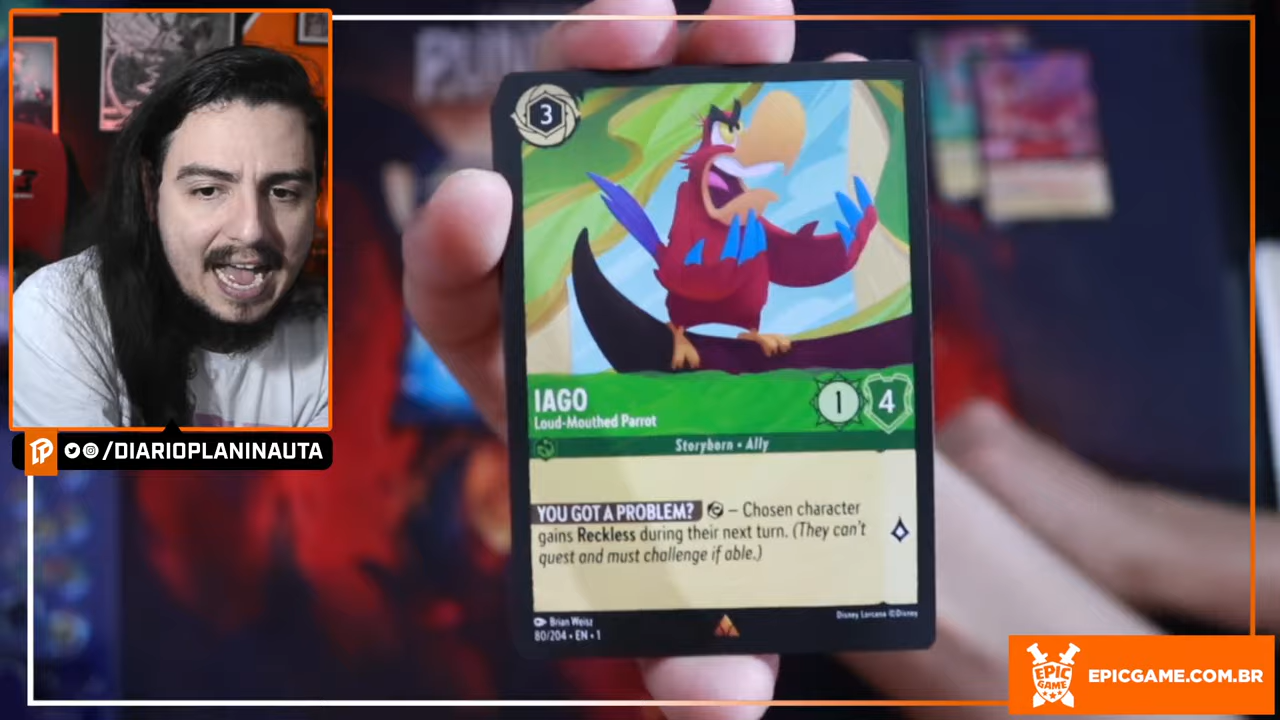 3
IAGO
Loud-Mouthed Parrot
1 4
Storyborn • Ally
YOU GOT A PROBLEM? – Chosen character
gains Reckless during their next turn. (They can't
quest and must challenge if able.)
Brian Weisz
80/204 • EN • 1
Disney Lorcana ©Disney
/DIARIOPLANINAUTA
EPIC
GAME
EPICGAME.COM.BR